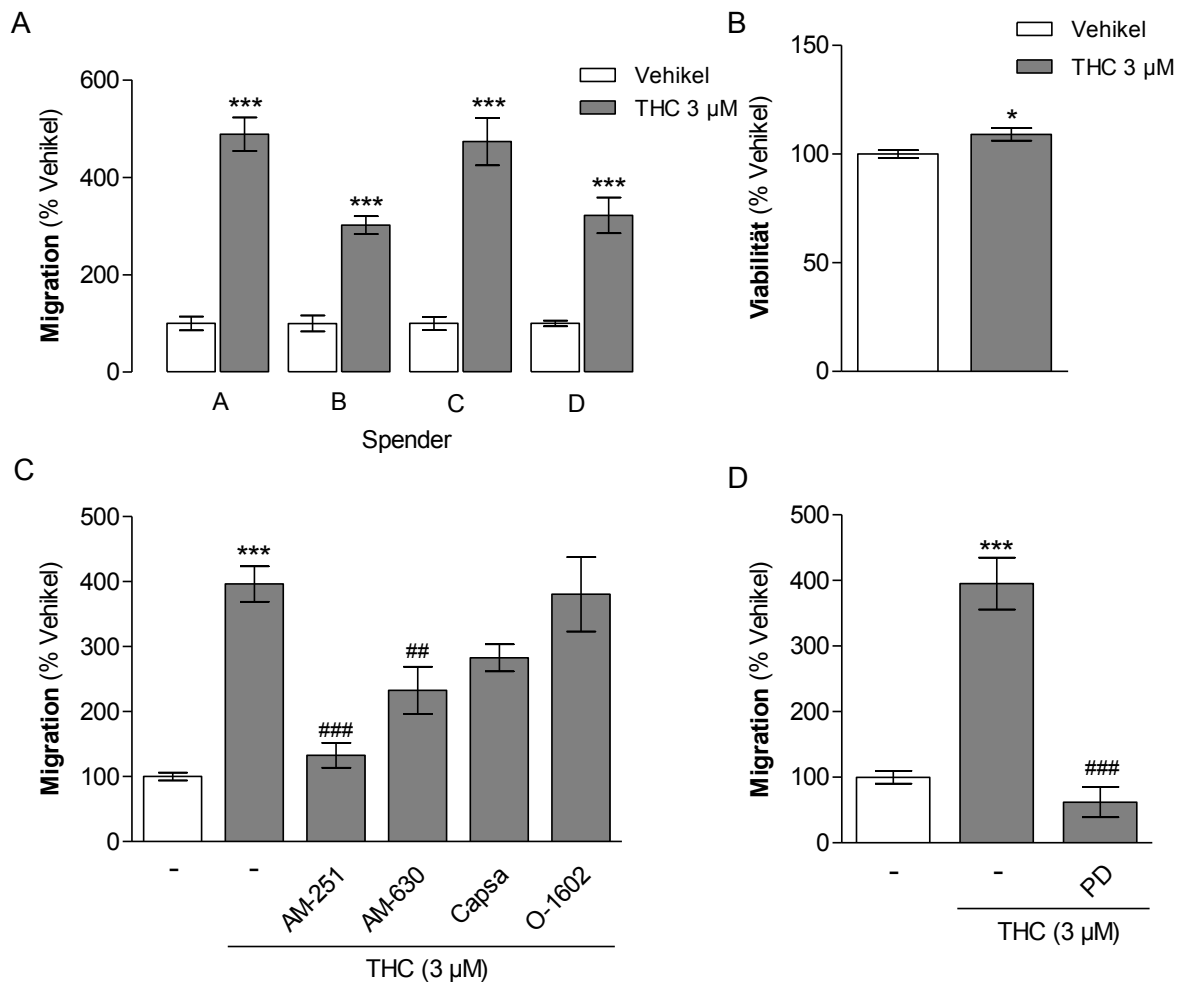 A
Vehikel
THC 3 µM
Migration (% Vehikel)
600
400
200
0
***
***
***
***
A B C D
Spender
B
Vehikel
THC 3 µM
Viabilität (% Vehikel)
150
100
50
0
*
C
Migration (% Vehikel)
500
400
300
200
100
0
***
###
##
- - AM-251 AM-630 Capsa O-1602
THC (3 µM)
D
Migration (% Vehikel)
500
400
300
200
100
0
***
###
- - PD
THC (3 µM)